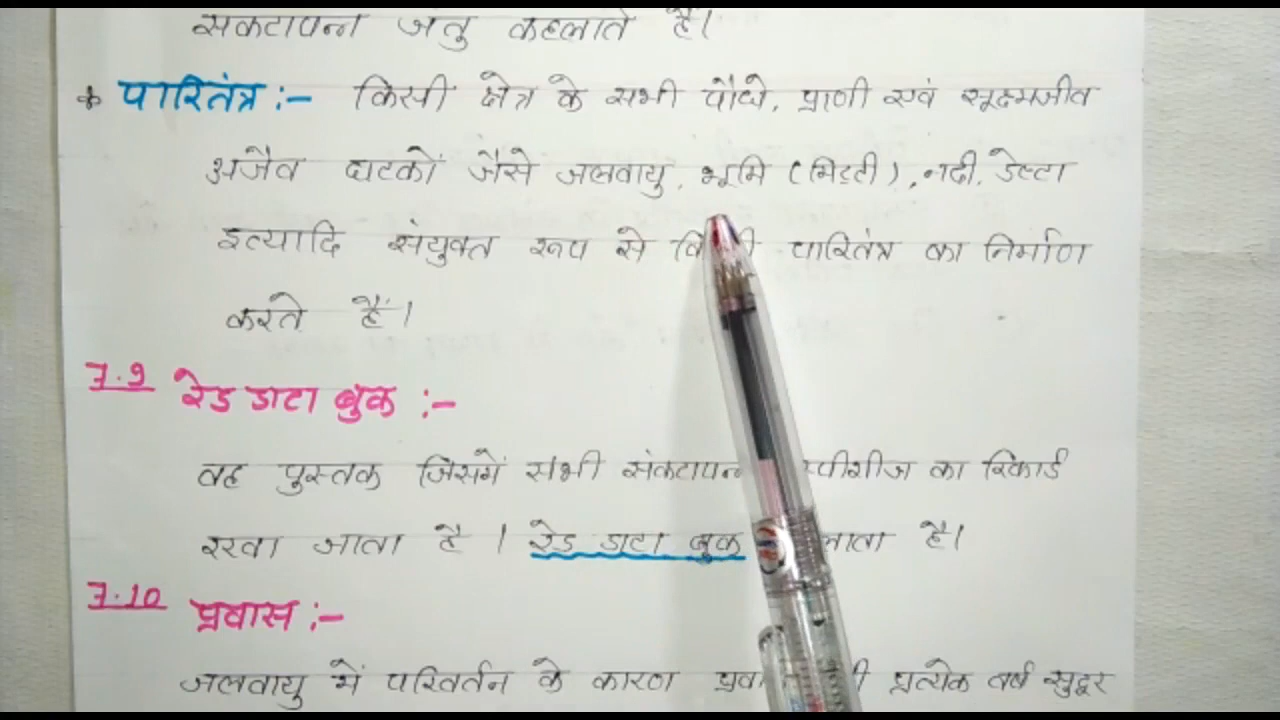 संकटापन्न जंतु कहलाते हैं।
* पारितंत्र :- किसी क्षेत्र के सभी पौधे, प्राणी एवं सूक्ष्मजीव
अजैव घटकों जैसे जलवायु, भूमि (मिट्टी), नदी, डेल्टा
इत्यादि संयुक्त रूप से पारितंत्र का निर्माण
करते हैं।
7.9 रेड डाटा बुक :-
वह पुस्तक जिसमें सभी संकटापन्न स्पीशीज का रिकार्ड
रखा जाता है । रेड डाटा बुक है।
7.10 प्रवास :-
जलवायु में परिवर्तन के कारण प्रत्येक वर्ष सुदूर